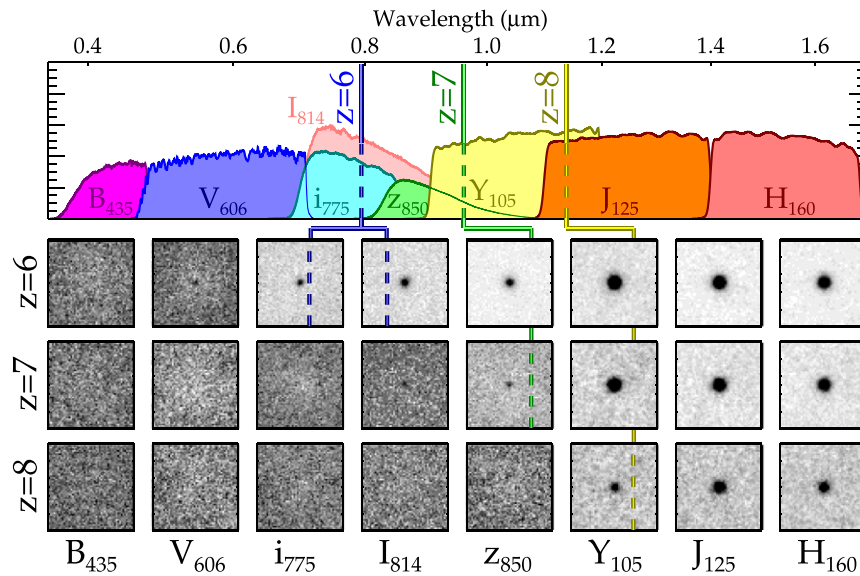 Wavelength (μm)
0.4 0.6 0.8 1.0 1.2 1.4 1.6
z=6 z=7 z=8
I₈₁₄
B₄₃₅ V₆₀₆ i₇₇₅ z₈₅₀ Y₁₀₅ J₁₂₅ H₁₆₀
z=6
z=7
z=8
B₄₃₅ V₆₀₆ i₇₇₅ I₈₁₄ z₈₅₀ Y₁₀₅ J₁₂₅ H₁₆₀